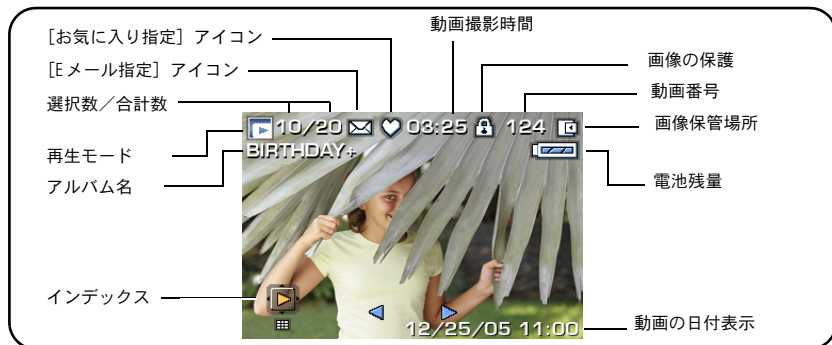 [お気に入り指定] アイコン
動画撮影時間
[Eメール指定] アイコン
画像の保護
選択数／合計数
動画番号
10/20 03:25 124
画像保管場所
再生モード
BIRTHDAY+
アルバム名
電池残量
インデックス
12/25/05 11:00
動画の日付表示